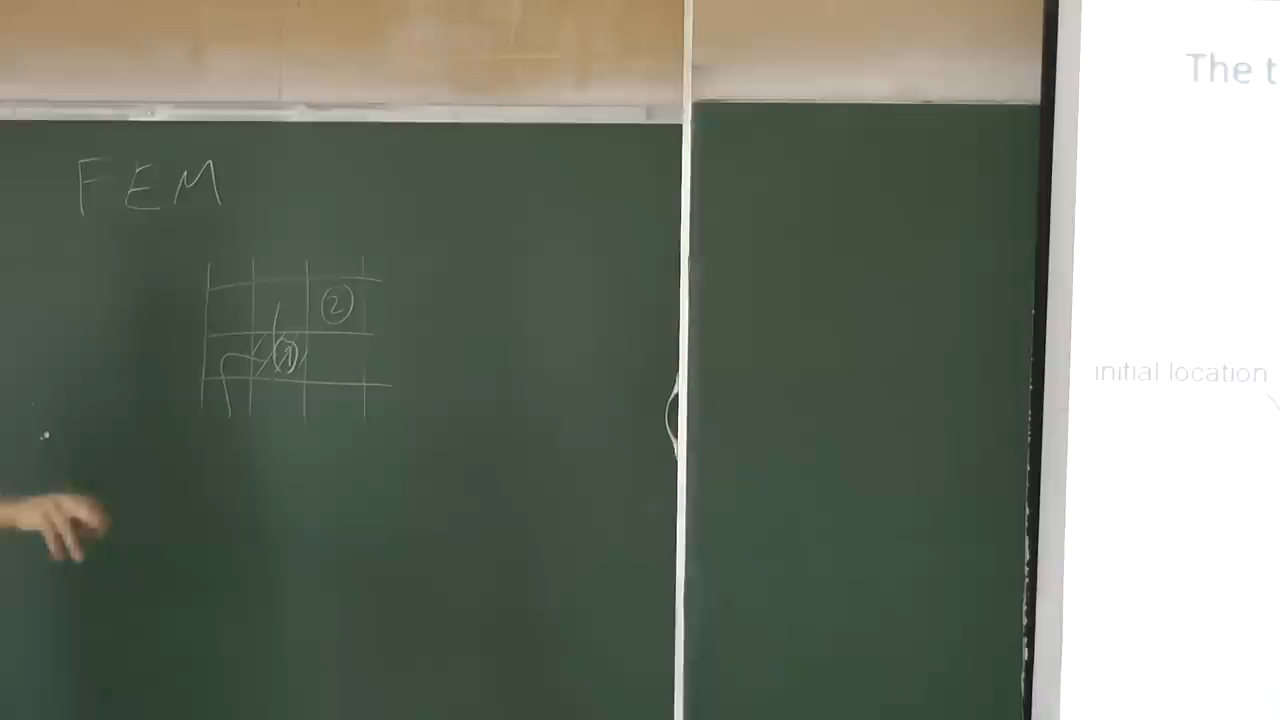 FEM
②
①
The t
initial location